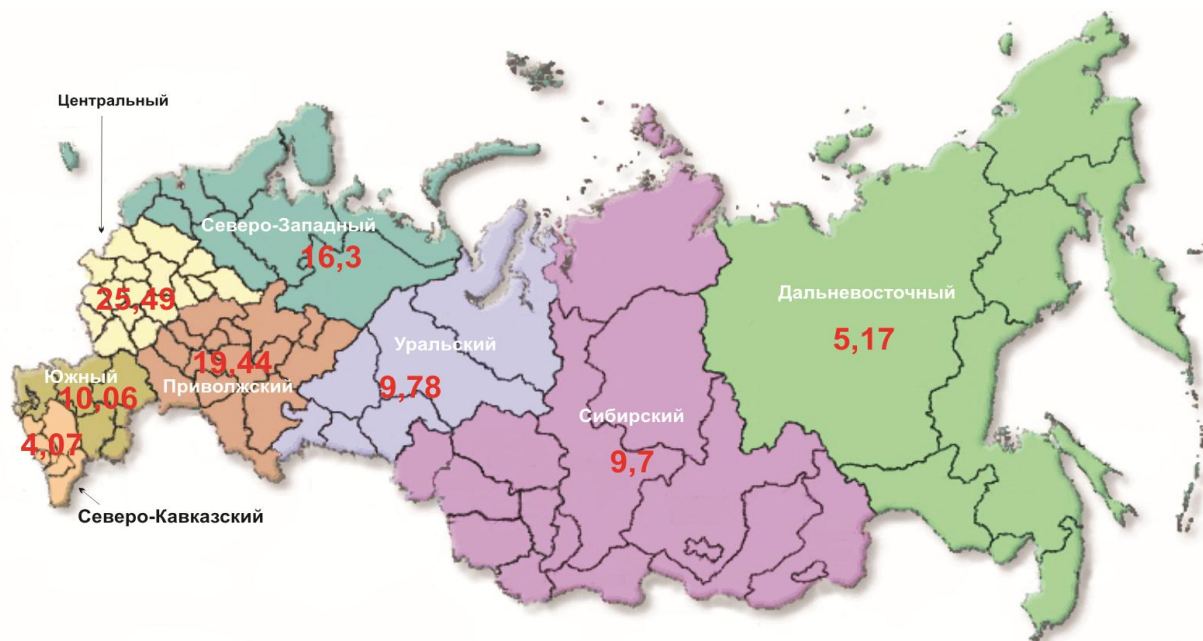 Центральный
Северо-Западный
16,3
25,49
Дальневосточный
5,17
Уральский
9,78
19,44
Приволжский
Южный
10,06
4,07
Сибирский
9,7
Северо-Кавказский